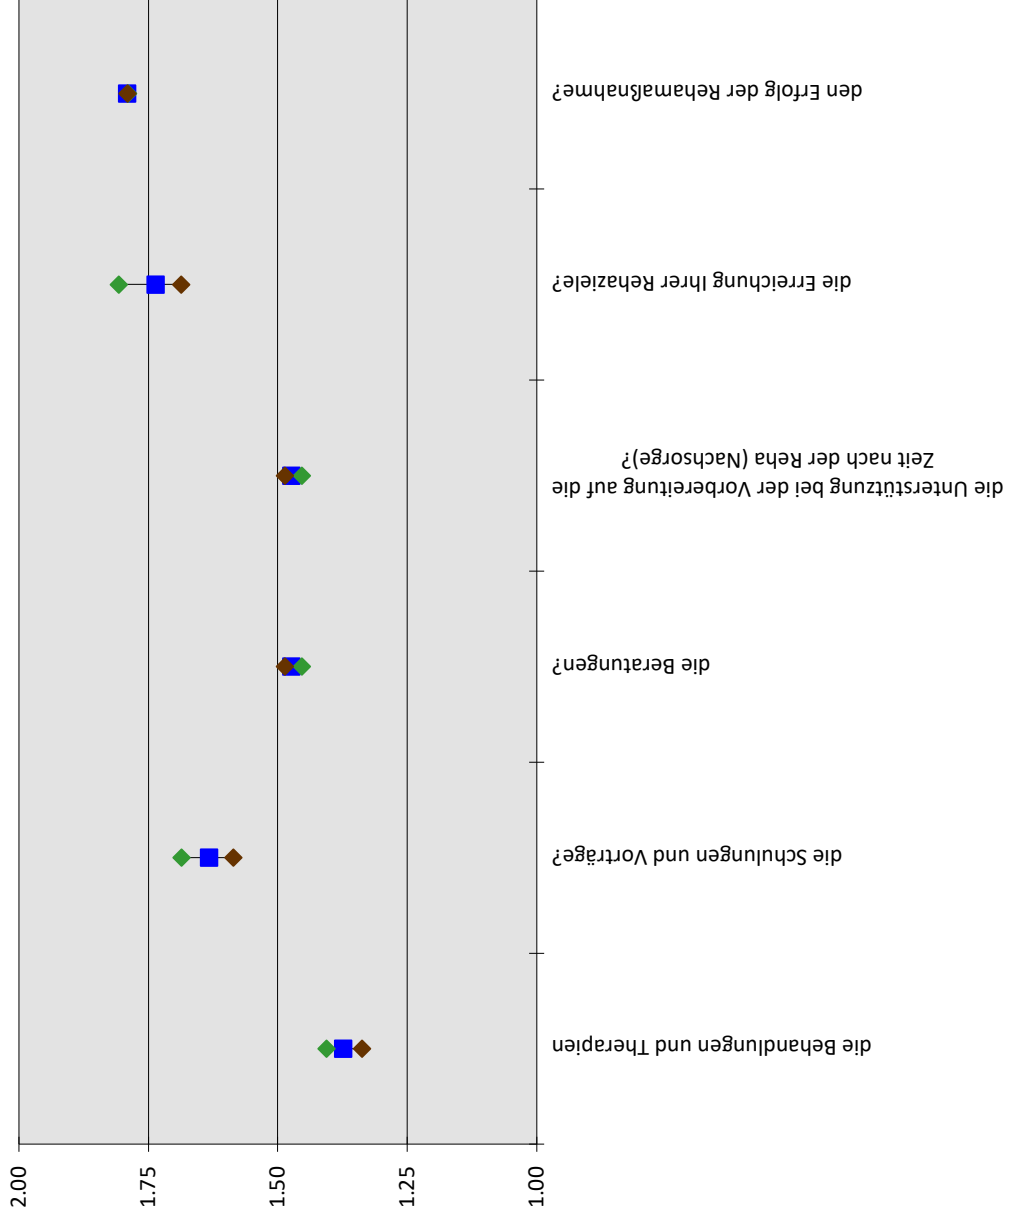 den Erfolg der Rehamaßnahme?
die Erreichung Ihrer Rehaziele?
die Unterstützung bei der Vorbereitung auf die
Zeit nach der Reha (Nachsorge)?
die Beratungen?
die Schulungen und Vorträge?
die Behandlungen und Therapien
2.00
1.75
1.50
1.25
1.00